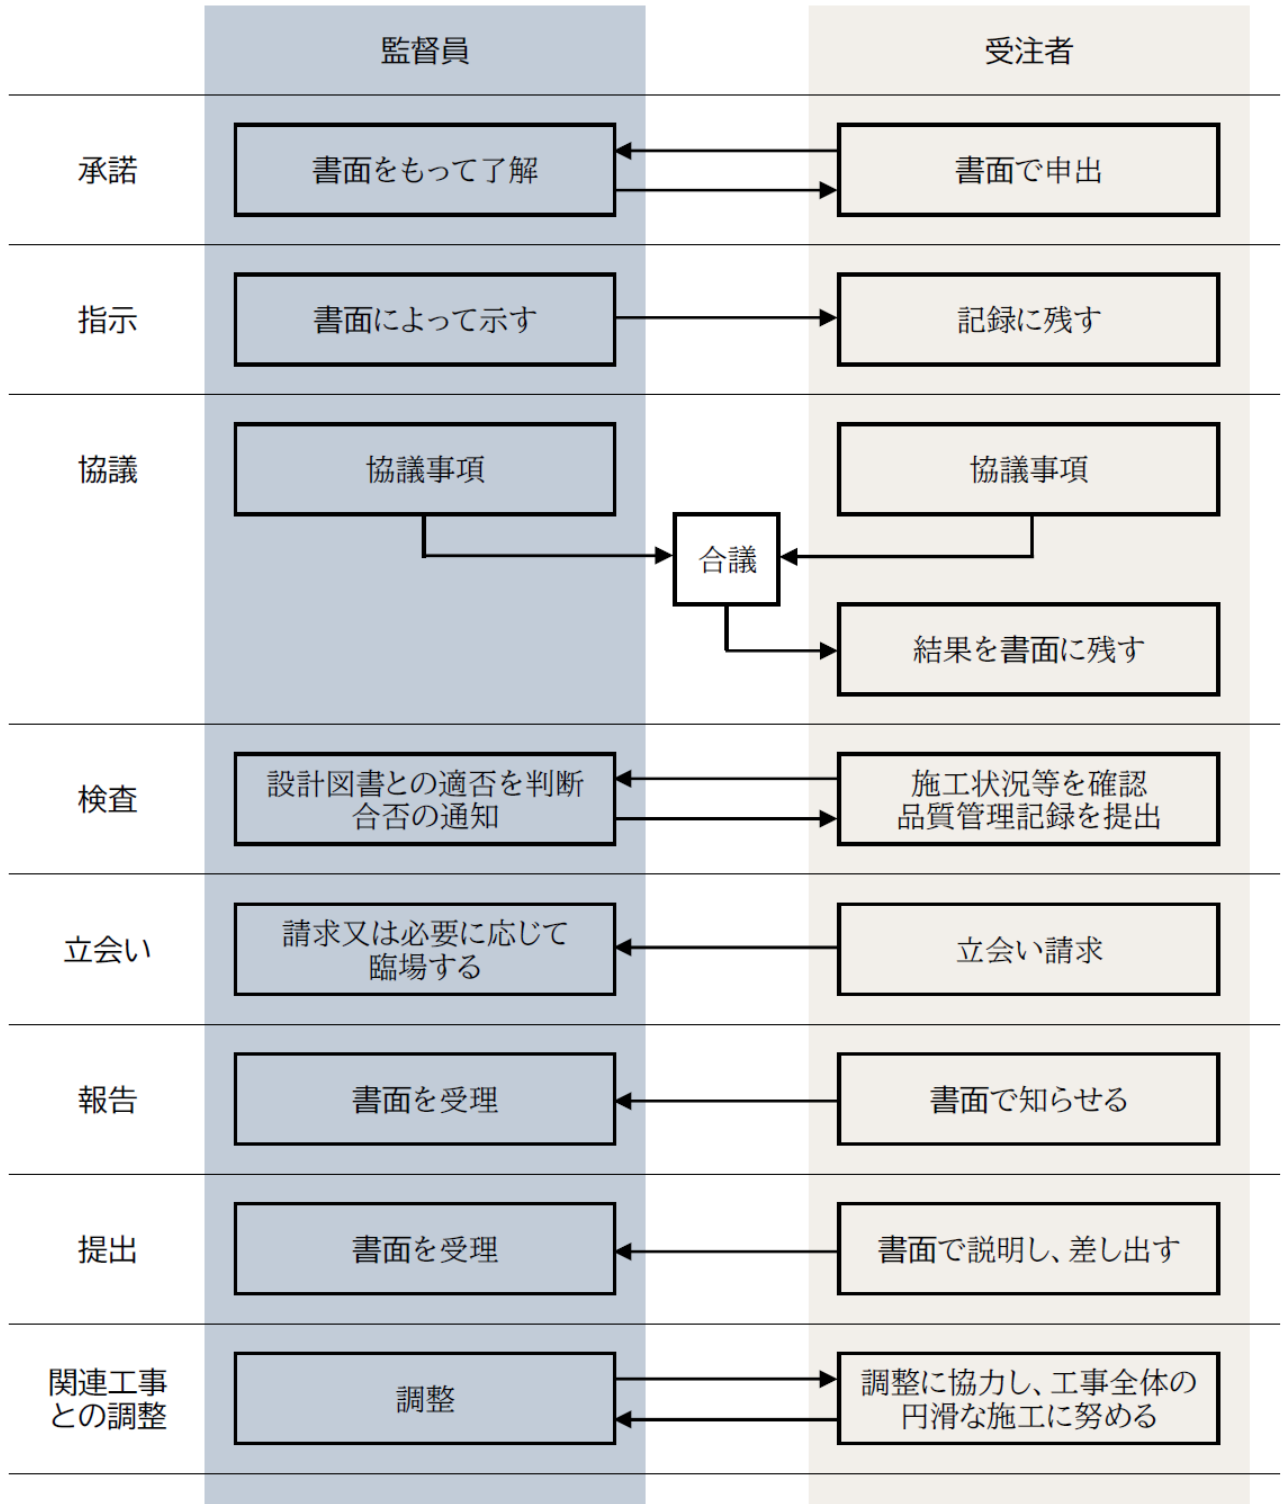 監督員
受注者
承諾
書面をもって了解
書面で申出
指示
書面によって示す
記録に残す
協議
協議事項
協議事項
合議
結果を書面に残す
検査
設計図書との適否を判断
合否の通知
施工状況等を確認
品質管理記録を提出
立会い
請求又は必要に応じて
臨場する
立会い請求
報告
書面を受理
書面で知らせる
提出
書面を受理
書面で説明し、差し出す
関連工事
との調整
調整
調整に協力し、工事全体の
円滑な施工に努める